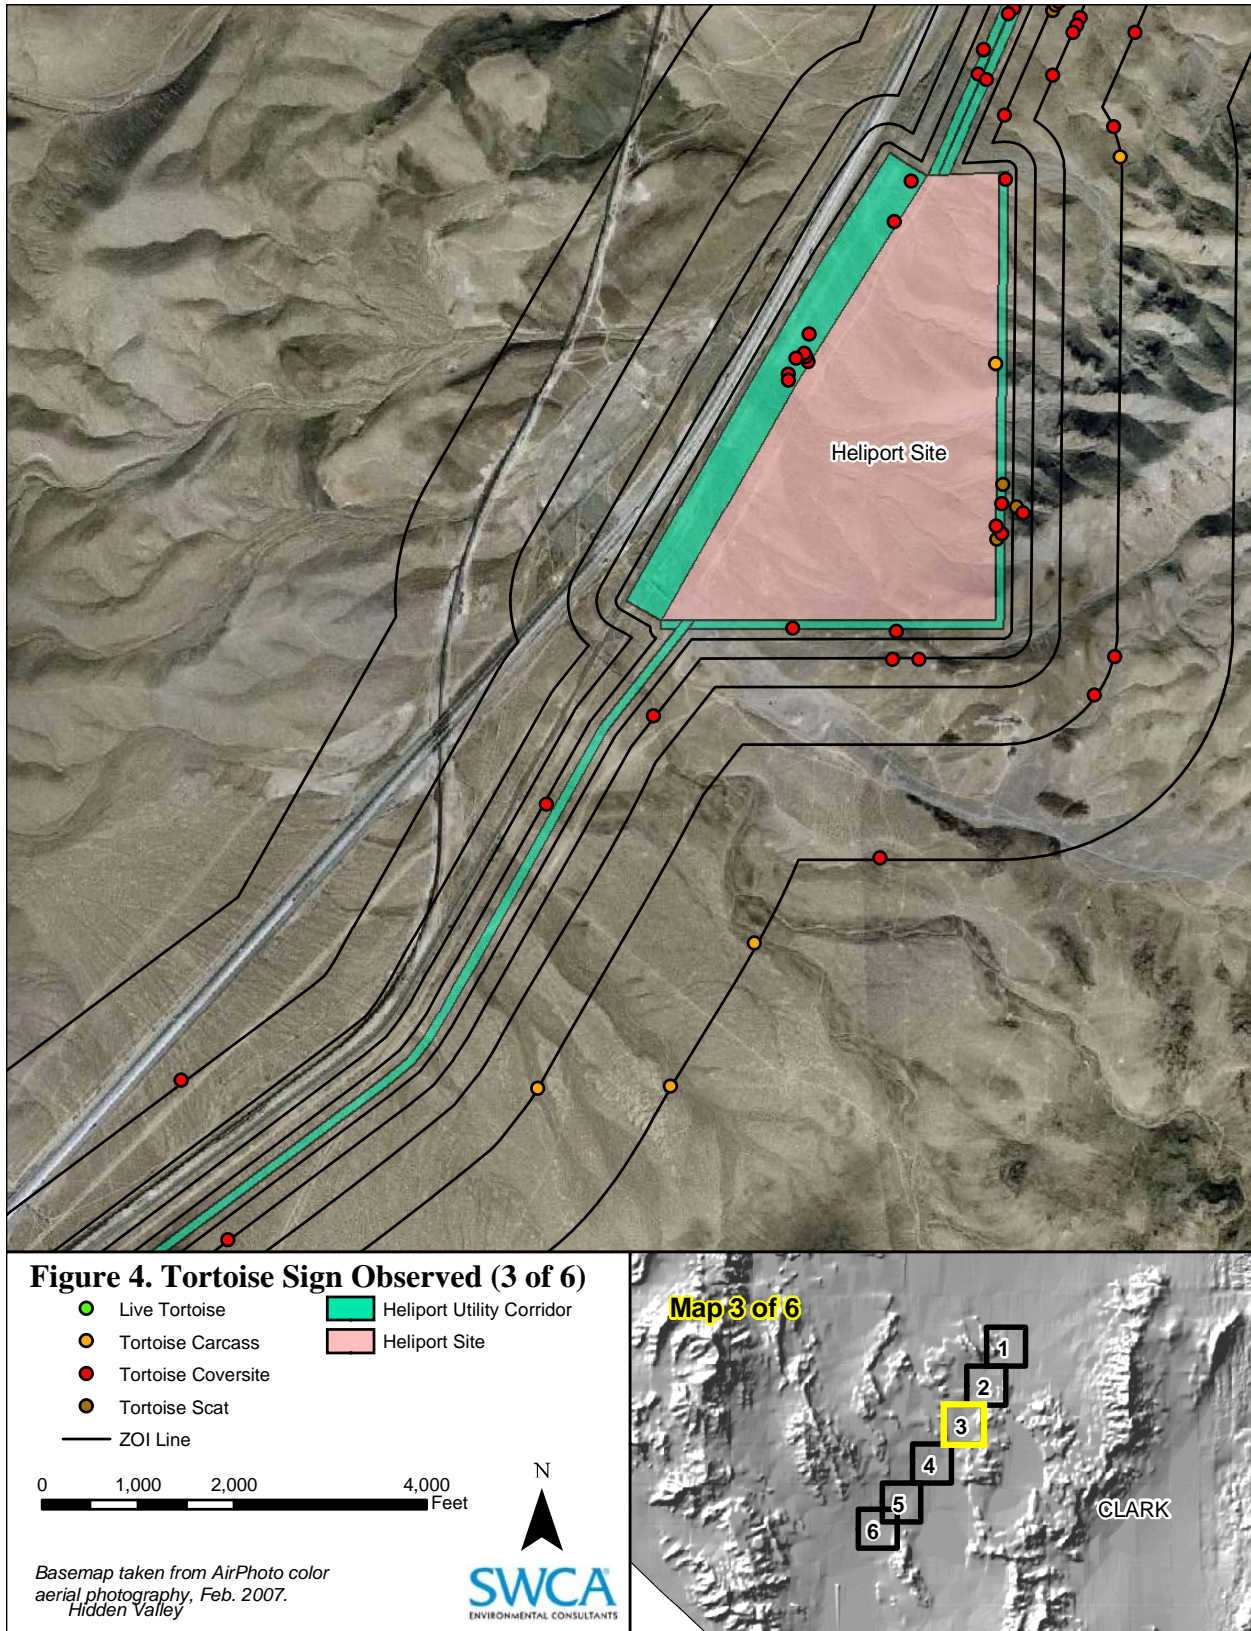 Heliport Site
Figure 4. Tortoise Sign Observed (3 of 6)
Live Tortoise
Tortoise Carcass
Tortoise Coversite
Tortoise Scat
ZOI Line
Heliport Utility Corridor
Heliport Site
0 1,000 2,000 4,000
Feet
N
Basemap taken from AirPhoto color
aerial photography, Feb. 2007.
Hidden Valley
SWCA
ENVIRONMENTAL CONSULTANTS
Map 3 of 6
1
2
3
4
5
6
CLARK